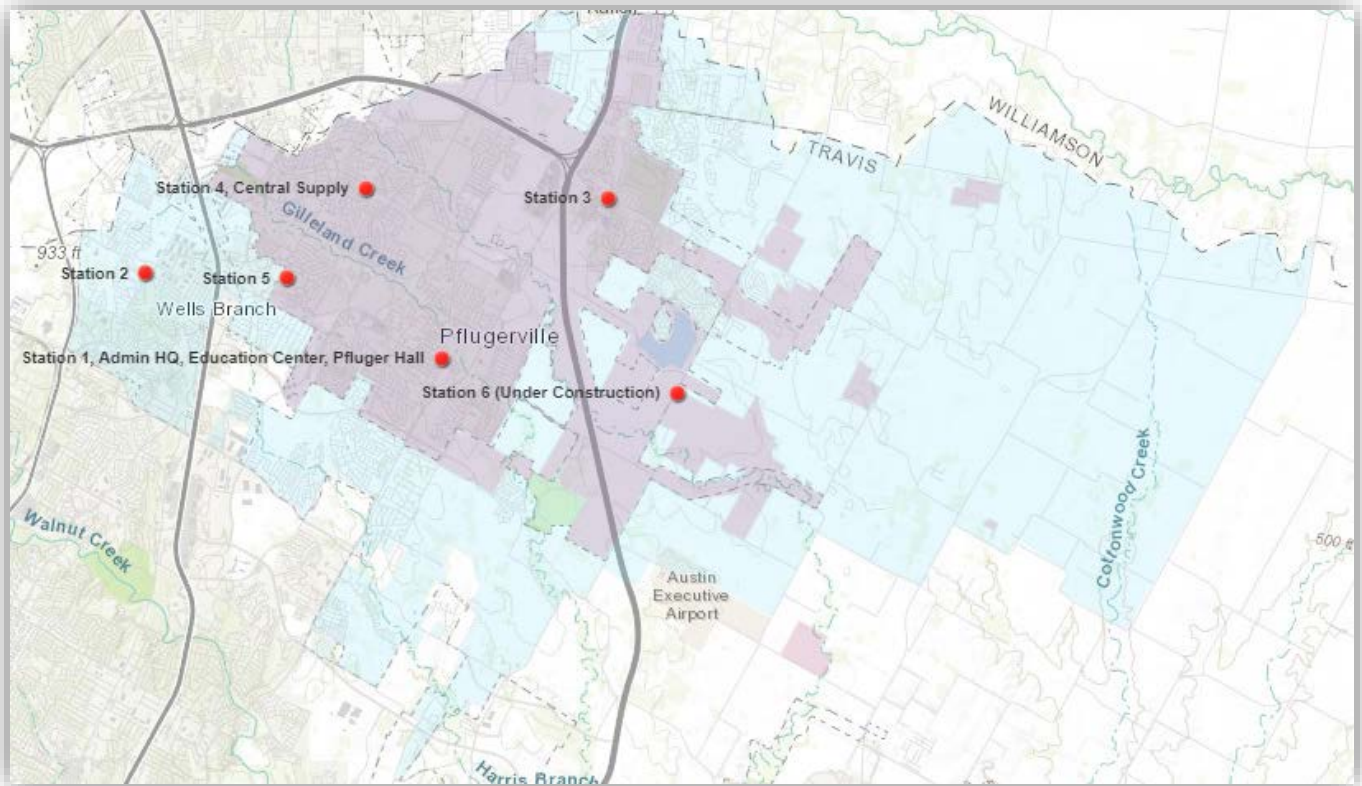 WILLIAMSON
TRAVIS
Station 4, Central Supply
Station 3
Gilleland Creek
933 ft
Station 2
Station 5
Wells Branch
Pflugerville
Station 1, Admin HQ, Education Center, Pfluger Hall
Station 6 (Under Construction)
Cottonwood Creek
Walnut Creek
500 ft
Austin
Executive
Airport
Harris Branch